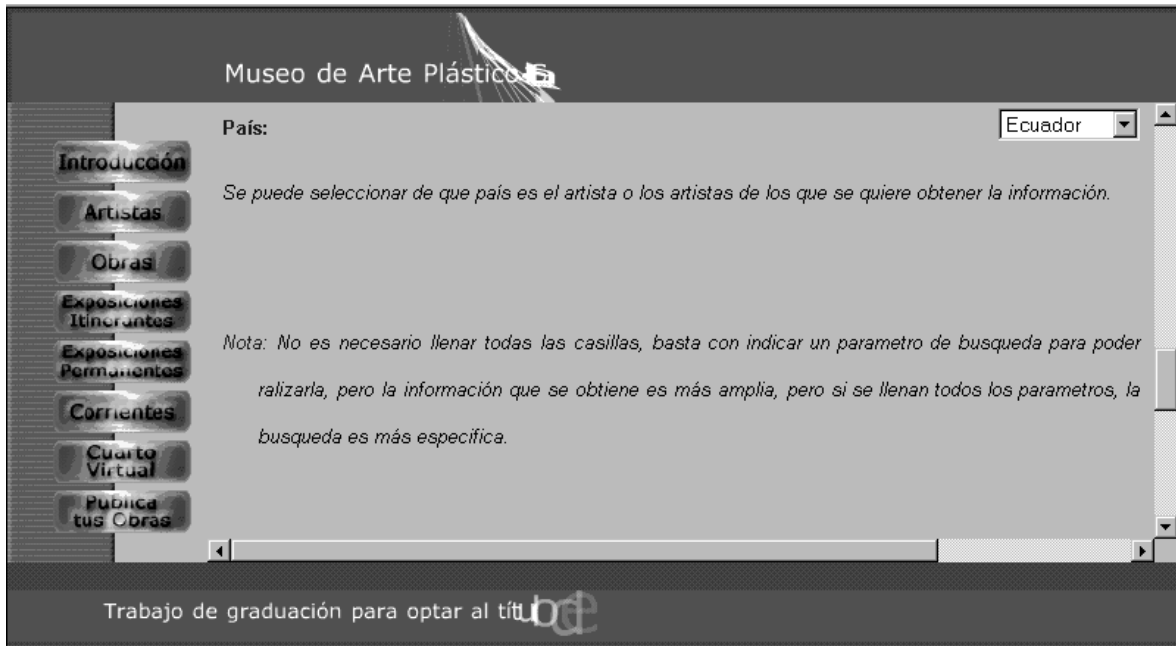 Museo de Arte Plástico
País:
Ecuador
Introducción
Artistas
Obras
Exposiciones
Itinerantes
Exposiciones
Permanentes
Corrientes
Cuarto
Virtual
Publica
tus Obras
Se puede seleccionar de que país es el artista o los artistas de los que se quiere obtener la información.
Nota: No es necesario llenar todas las casillas, basta con indicar un parametro de busqueda para poder
ralizarla, pero la información que se obtiene es más amplia, pero si se llenan todos los parametros, la
busqueda es más especifica.
Trabajo de graduación para optar al